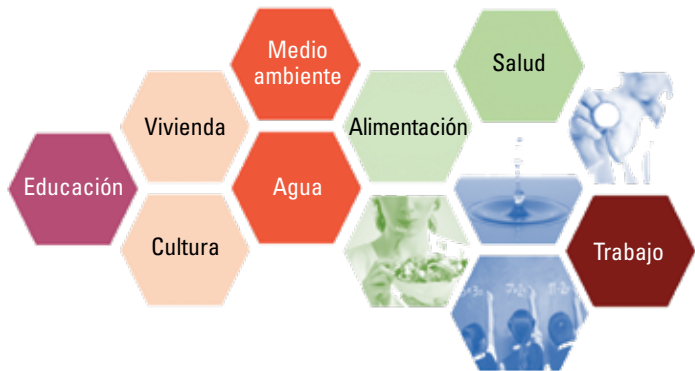 Medio
ambiente
Salud
Vivienda
Alimentación
Educación
Agua
Cultura
Trabajo